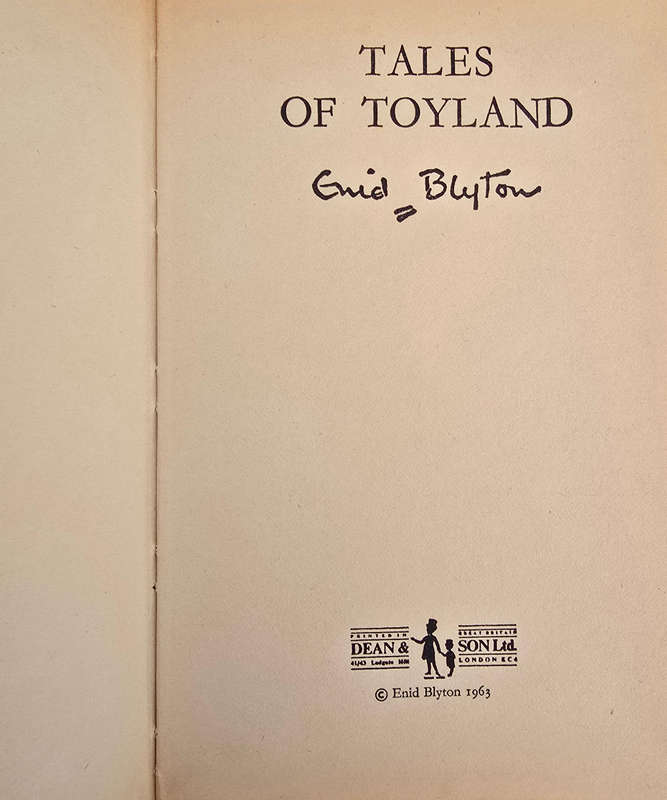 TALES
OF TOYLAND
Enid Blyton
PRINTED IN GREAT BRITAIN
DEAN & SON Ltd.
41/43 Ludgate Hill LONDON EC4
© Enid Blyton 1963